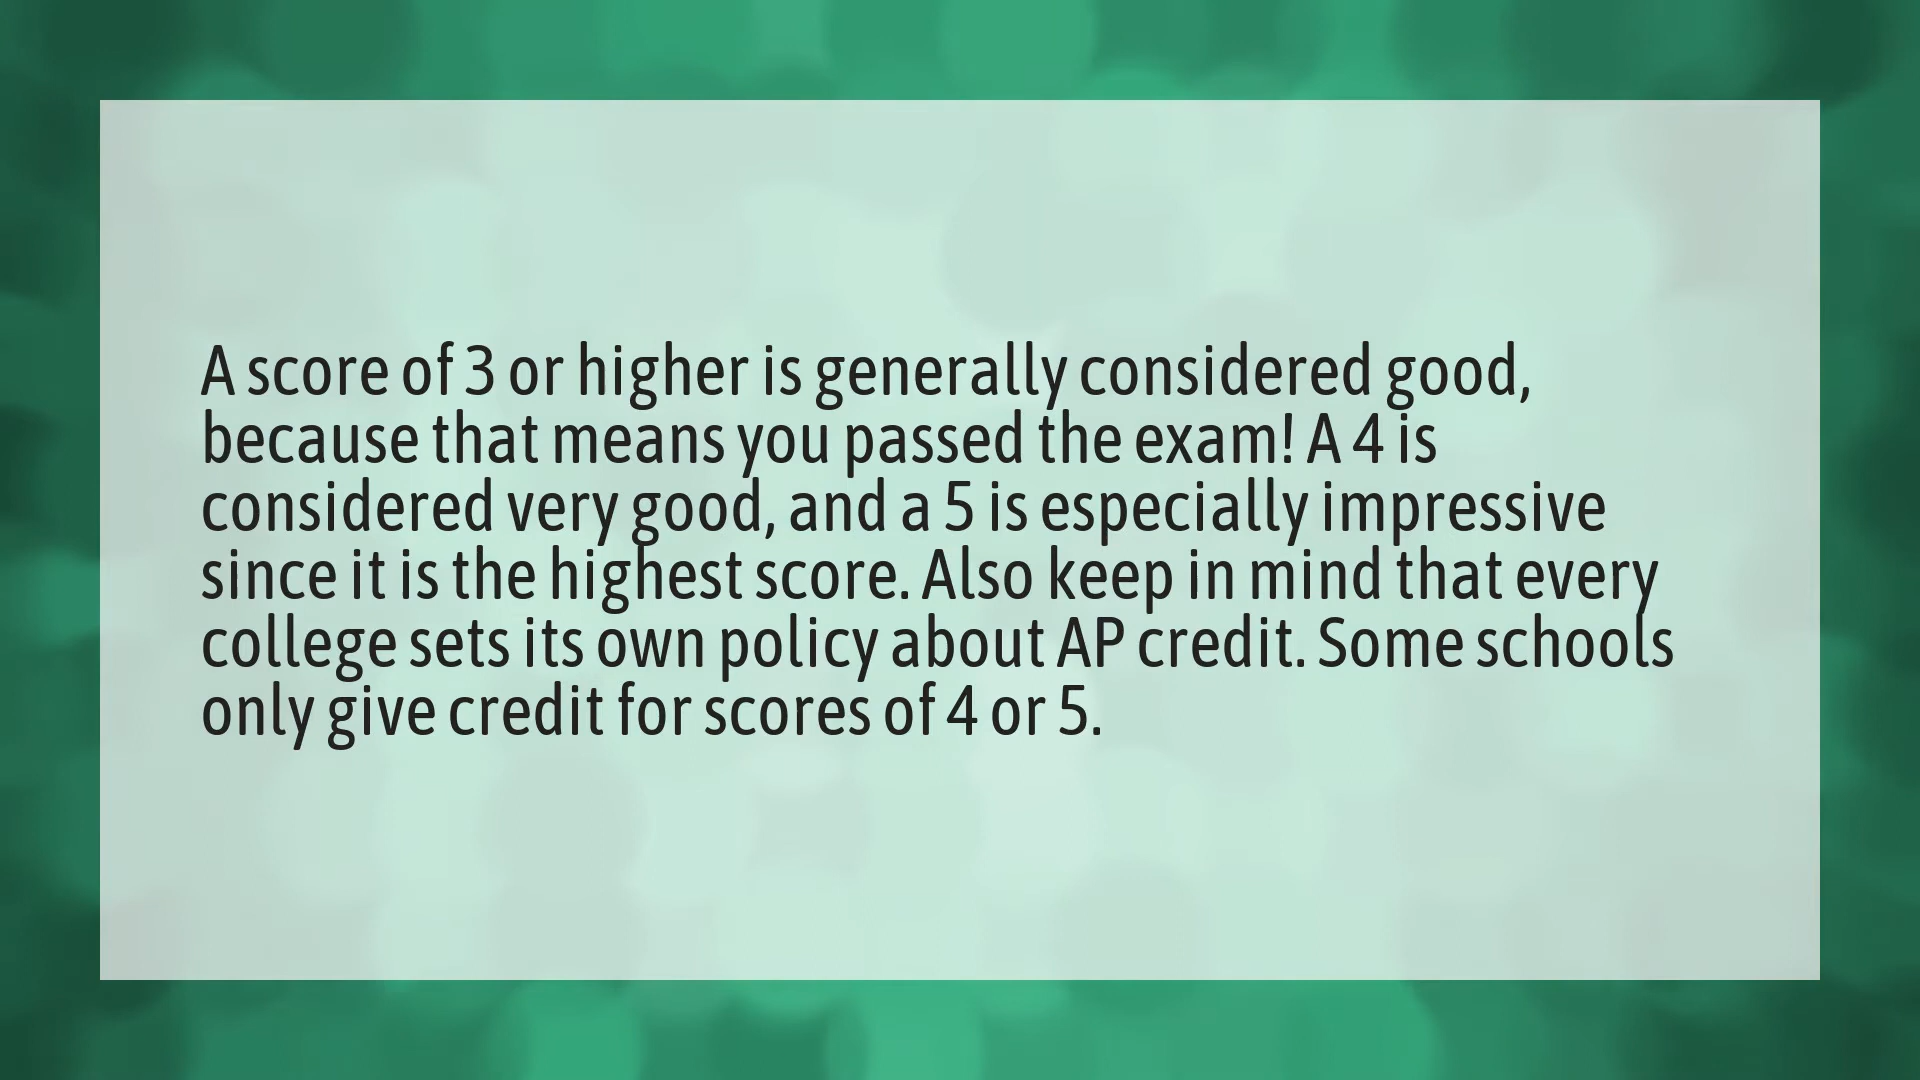 A score of 3 or higher is generally considered good,
because that means you passed the exam! A 4 is
considered very good, and a 5 is especially impressive
since it is the highest score. Also keep in mind that every
college sets its own policy about AP credit. Some schools
only give credit for scores of 4 or 5.